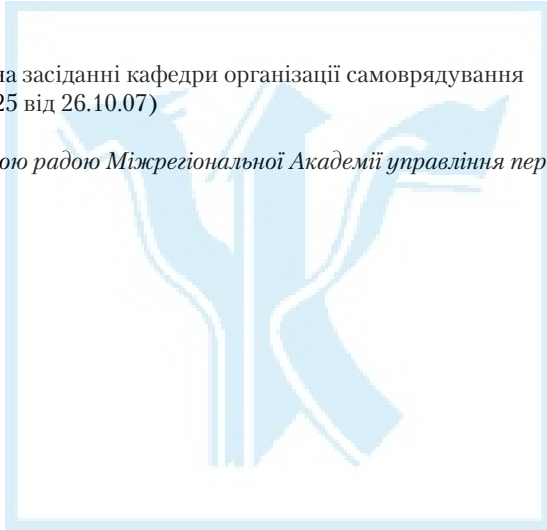 на засіданні кафедри організації самоврядування
25 від 26.10.07)
ою радою Міжрегіональної Академії управління пер